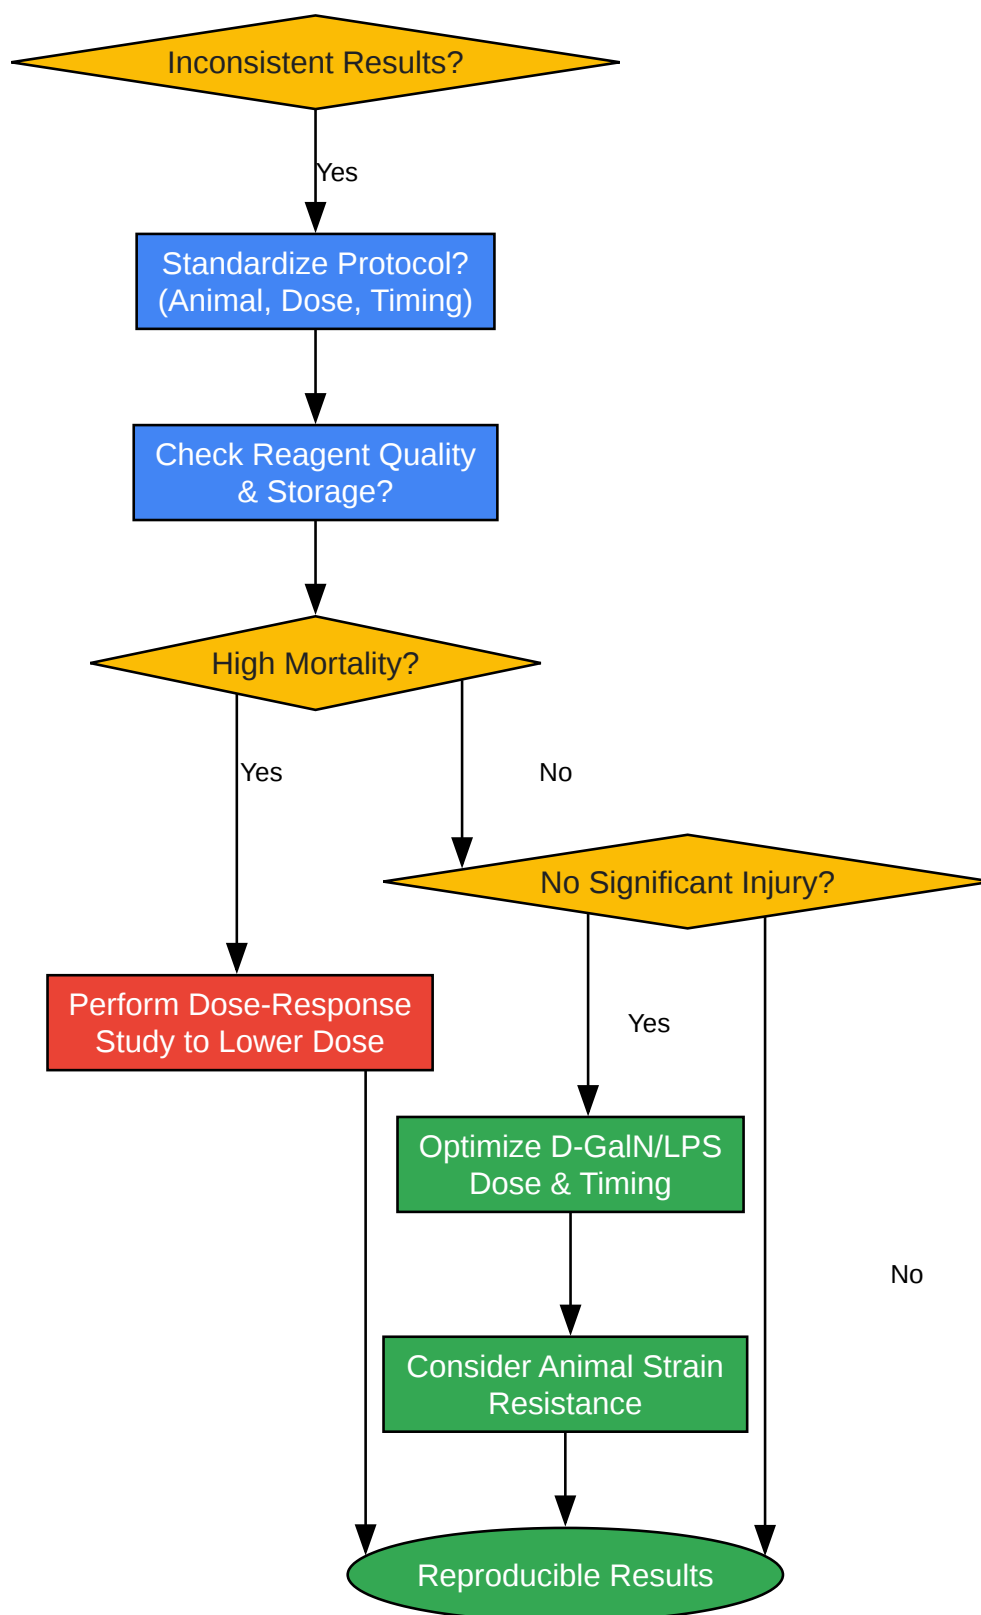 Inconsistent Results?
Yes
Standardize Protocol?
(Animal, Dose, Timing)
Check Reagent Quality
& Storage?
High Mortality?
Yes
No
No Significant Injury?
Perform Dose-Response
Study to Lower Dose
Yes
Optimize D-GalN/LPS
Dose & Timing
No
Consider Animal Strain
Resistance
Reproducible Results